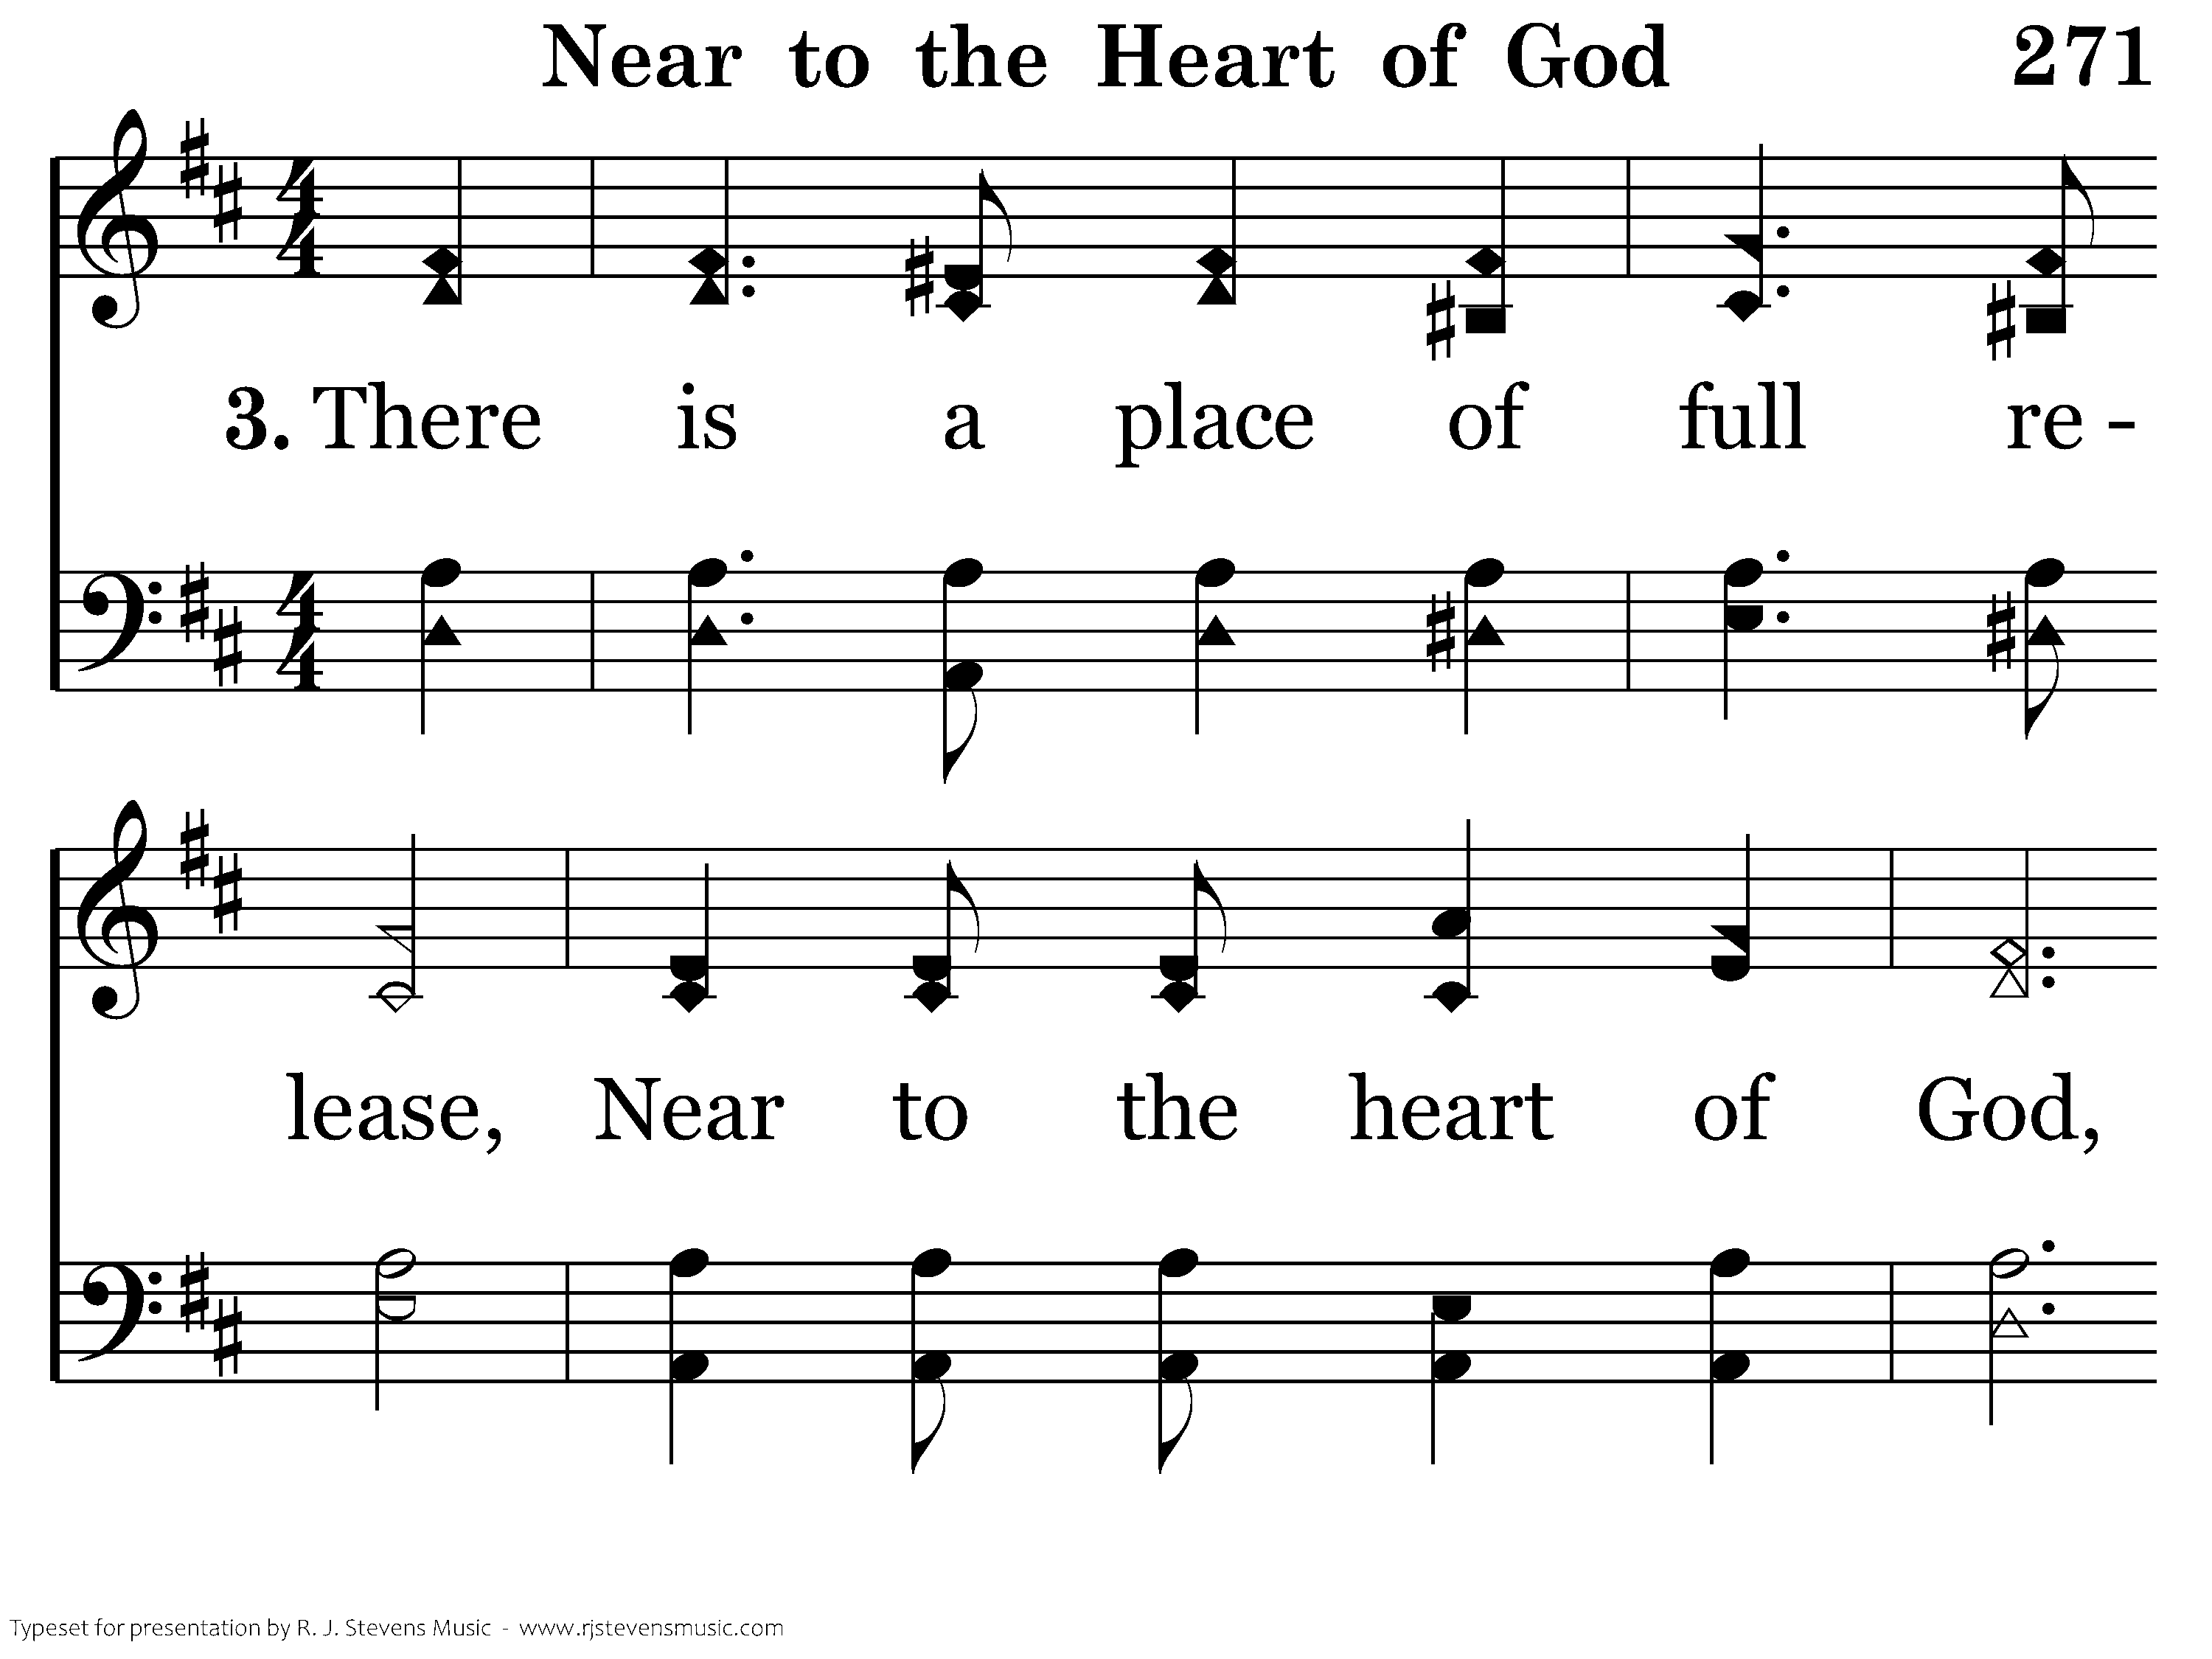 Near to the Heart of God 271
3. There is a place of full re -
lease, Near to the heart of God,
Typeset for presentation by R. J. Stevens Music - www.rjstevensmusic.com